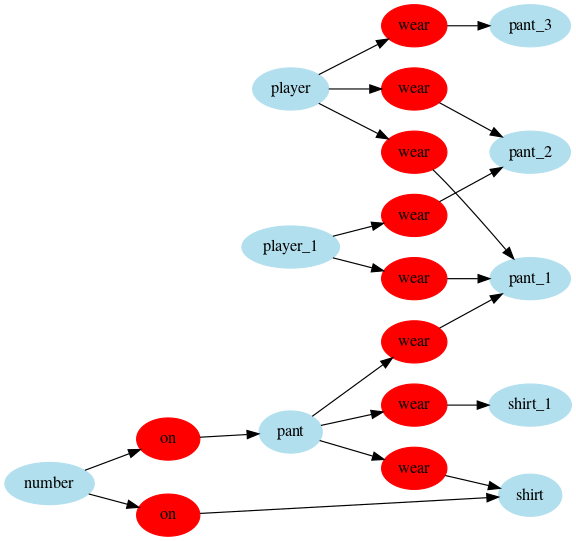 wear
pant_3
player
wear
wear
pant_2
wear
player_1
wear
pant_1
wear
wear
shirt_1
pant
on
wear
number
shirt
on